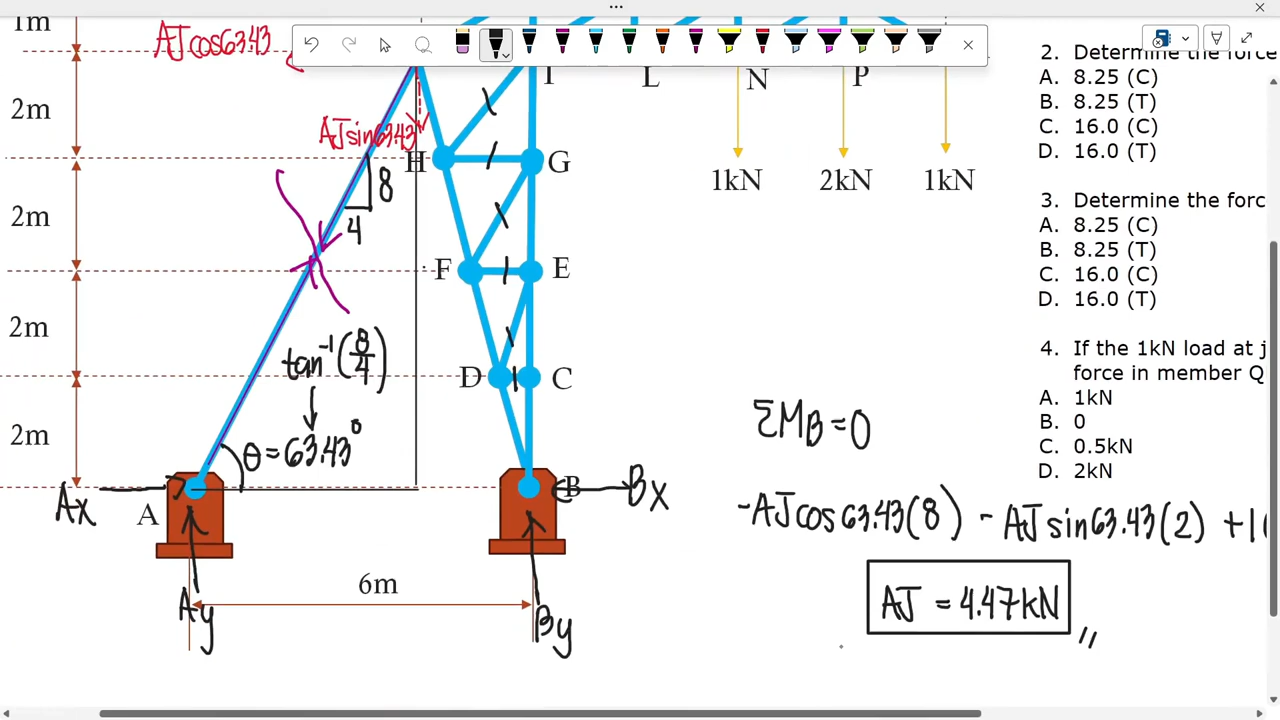 1m
AJcos63.43
2m
I
L
N
P
AJsin63.43
H
G
8
4
1kN
2kN
1kN
2m
F
E
2m
tan⁻¹(8/4)
D
C
2m
θ = 63.43°
Ax
A
B
Bx
6m
Ay
By
2. Determine the force
A. 8.25 (C)
B. 8.25 (T)
C. 16.0 (C)
D. 16.0 (T)
3. Determine the forc
A. 8.25 (C)
B. 8.25 (T)
C. 16.0 (C)
D. 16.0 (T)
4. If the 1kN load at j
force in member Q
A. 1kN
B. 0
C. 0.5kN
D. 2kN
ΣMB = 0
-AJcos63.43(8) - AJsin63.43(2) +1(
AJ = 4.47kN